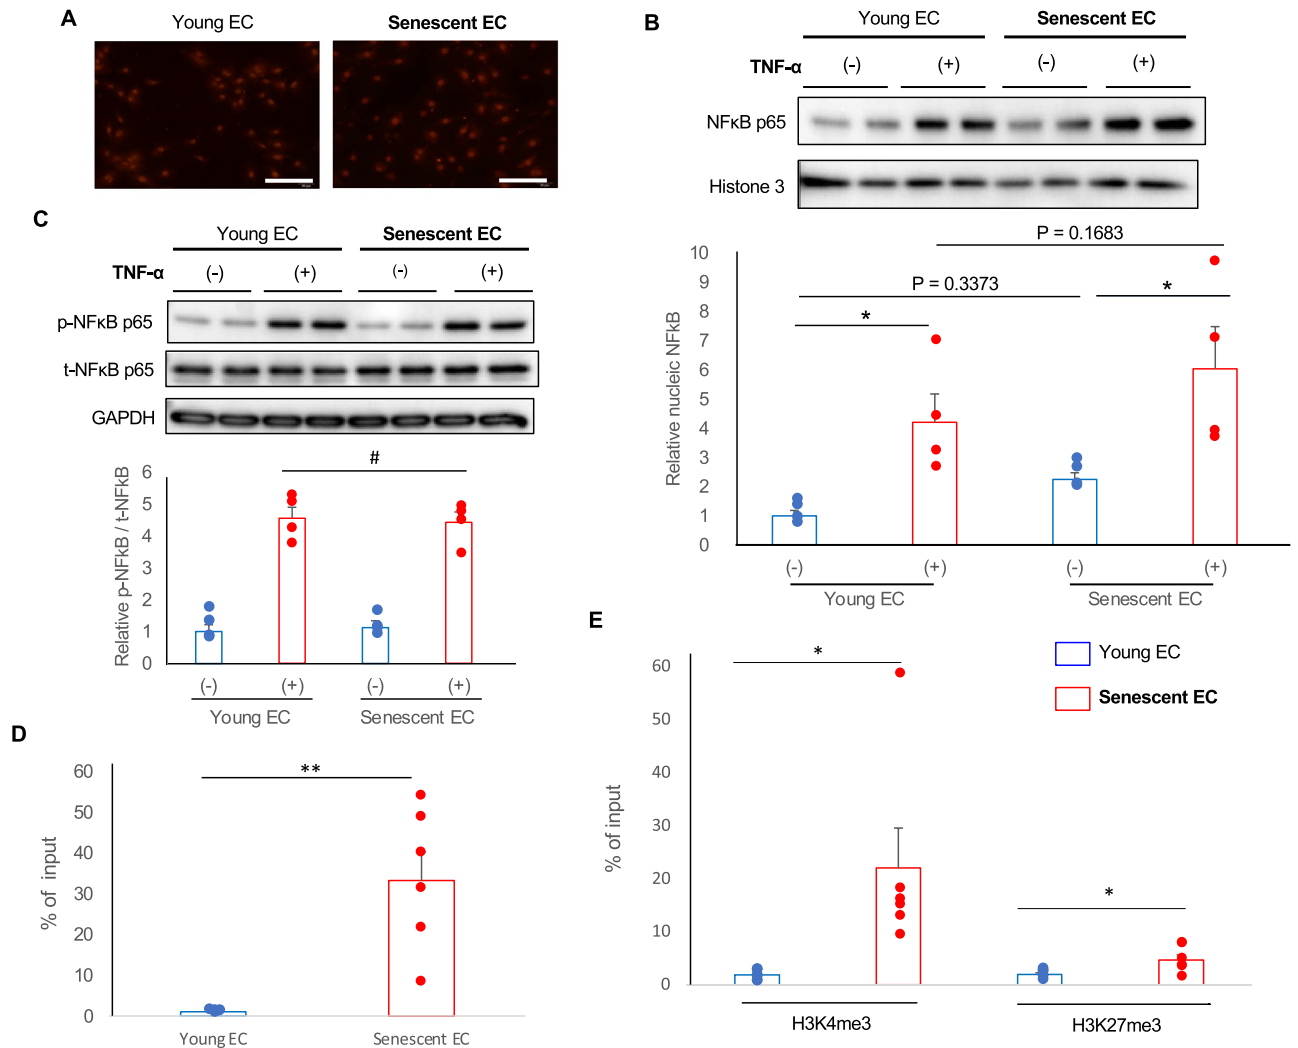 A
Young EC
Senescent EC
B
Young EC
Senescent EC
TNF-α
(-)
(+)
(-)
(+)
NFκB p65
Histone 3
P = 0.1683
P = 0.3373
*
*
Relative nucleic NFkB
10
9
8
7
6
5
4
3
2
1
0
(-)
(+)
(-)
(+)
Young EC
Senescent EC
C
Young EC
Senescent EC
TNF-α
(-)
(+)
(-)
(+)
p-NFκB p65
t-NFκB p65
GAPDH
#
Relative p-NFkB / t-NFkB
6
5
4
3
2
1
0
(-)
(+)
(-)
(+)
Young EC
Senescent EC
D
**
% of input
60
50
40
30
20
10
0
Young EC
Senescent EC
E
Young EC
Senescent EC
*
*
% of input
60
50
40
30
20
10
0
H3K4me3
H3K27me3